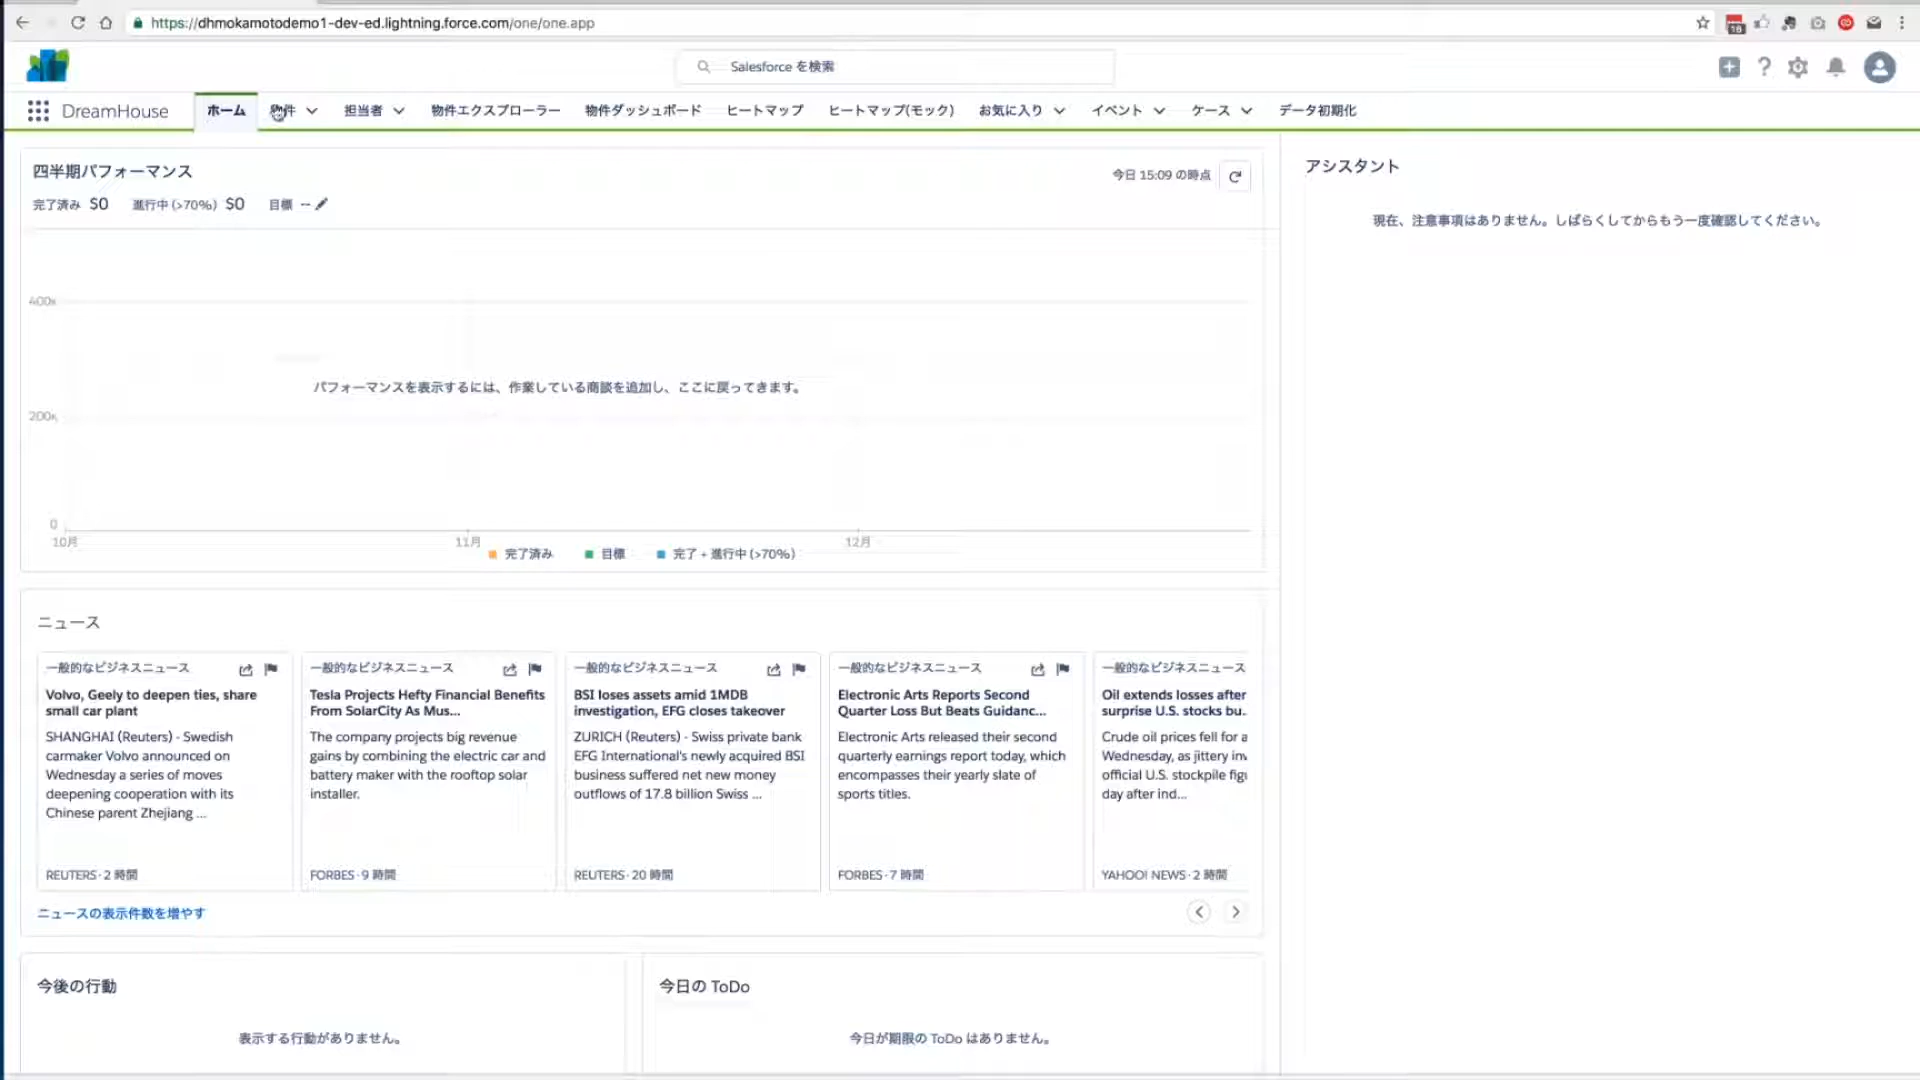 https://dhmokamotodemo1-dev-ed.lightning.force.com/one/one.app
18
Salesforce を検索
DreamHouse
ホーム
物件
担当者
物件エクスプローラー
物件ダッシュボード
ヒートマップ
ヒートマップ(モック)
お気に入り
イベント
ケース
データ初期化
四半期パフォーマンス
今日 15:09 の時点
完了済み $0 進行中 (>70%) $0 目標 --
400K
パフォーマンスを表示するには、作業している商談を追加し、ここに戻ってきます。
200K
0
10月
11月
12月
完了済み
目標
完了 + 進行中 (>70%)
アシスタント
現在、注意事項はありません。しばらくしてからもう一度確認してください。
ニュース
一般的なビジネスニュース
Volvo, Geely to deepen ties, share
small car plant
SHANGHAI (Reuters) - Swedish
carmaker Volvo announced on
Wednesday a series of moves
deepening cooperation with its
Chinese parent Zhejiang ...
REUTERS · 2 時間
一般的なビジネスニュース
Tesla Projects Hefty Financial Benefits
From SolarCity As Mus...
The company projects big revenue
gains by combining the electric car and
battery maker with the rooftop solar
installer.
FORBES · 9 時間
一般的なビジネスニュース
BSI loses assets amid 1MDB
investigation, EFG closes takeover
ZURICH (Reuters) - Swiss private bank
EFG International's newly acquired BSI
business suffered net new money
outflows of 17.8 billion Swiss ...
REUTERS · 20 時間
一般的なビジネスニュース
Electronic Arts Reports Second
Quarter Loss But Beats Guidanc...
Electronic Arts released their second
quarterly earnings report today, which
encompasses their yearly slate of
sports titles.
FORBES · 7 時間
一般的なビジネスニュース
Oil extends losses after
surprise U.S. stocks bu..
Crude oil prices fell for a
Wednesday, as jittery inv
official U.S. stockpile figu
day after ind...
YAHOO! NEWS · 2 時間
ニュースの表示件数を増やす
今後の行動
表示する行動がありません。
今日の ToDo
今日が期限の ToDo はありません。